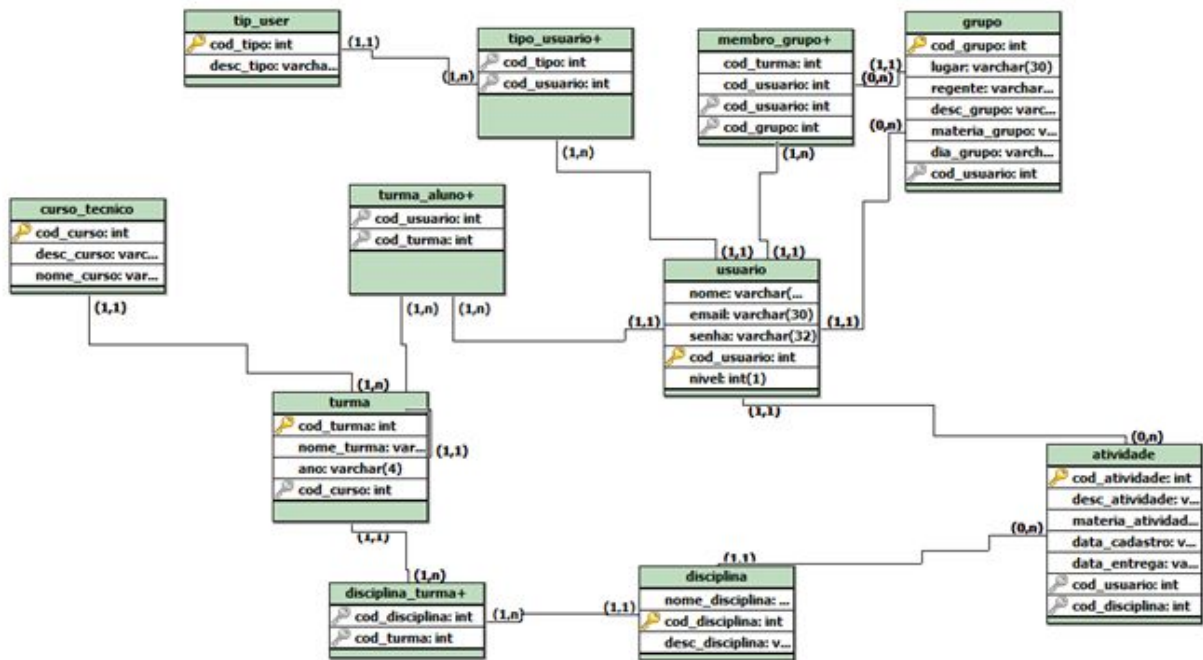 tip_user
cod_tipo: int
desc_tipo: varcha...
(1,1)
(1,n)
tipo_usuario+
cod_tipo: int
cod_usuario: int
(1,n)
membro_grupo+
cod_turma: int
cod_usuario: int
cod_usuario: int
cod_grupo: int
(1,n)
(1,1)
(0,n)
grupo
cod_grupo: int
lugar: varchar(30)
regente: varchar...
desc_grupo: varc...
materia_grupo: v...
dia_grupo: varch...
cod_usuario: int
(0,n)
curso_tecnico
cod_curso: int
desc_curso: varc...
nome_curso: var...
(1,1)
turma_aluno+
cod_usuario: int
cod_turma: int
(1,n)
(1,n)
(1,1)
(1,1)
(1,1)
(1,1)
usuario
nome: varchar(...
email: varchar(30)
senha: varchar(32)
cod_usuario: int
nivel: int(1)
(1,1)
(1,n)
turma
cod_turma: int
nome_turma: var...
ano: varchar(4)
cod_curso: int
(1,1)
(1,1)
(0,n)
atividade
cod_atividade: int
desc_atividade: v...
materia_atividad...
data_cadastro: v...
data_entrega: va...
cod_usuario: int
cod_disciplina: int
(0,n)
(1,n)
disciplina_turma+
cod_disciplina: int
cod_turma: int
(1,n)
(1,1)
(1,1)
disciplina
nome_disciplina: ...
cod_disciplina: int
desc_disciplina: v...